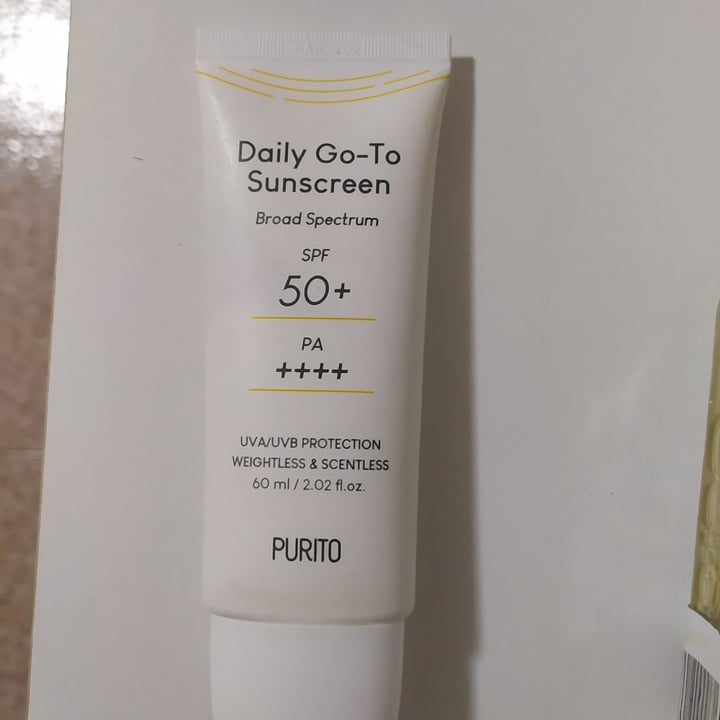 Daily Go-To
Sunscreen
Broad Spectrum
SPF
50+
PA
++++
UVA/UVB PROTECTION
WEIGHTLESS & SCENTLESS
60 ml / 2.02 fl.oz.
PURITO